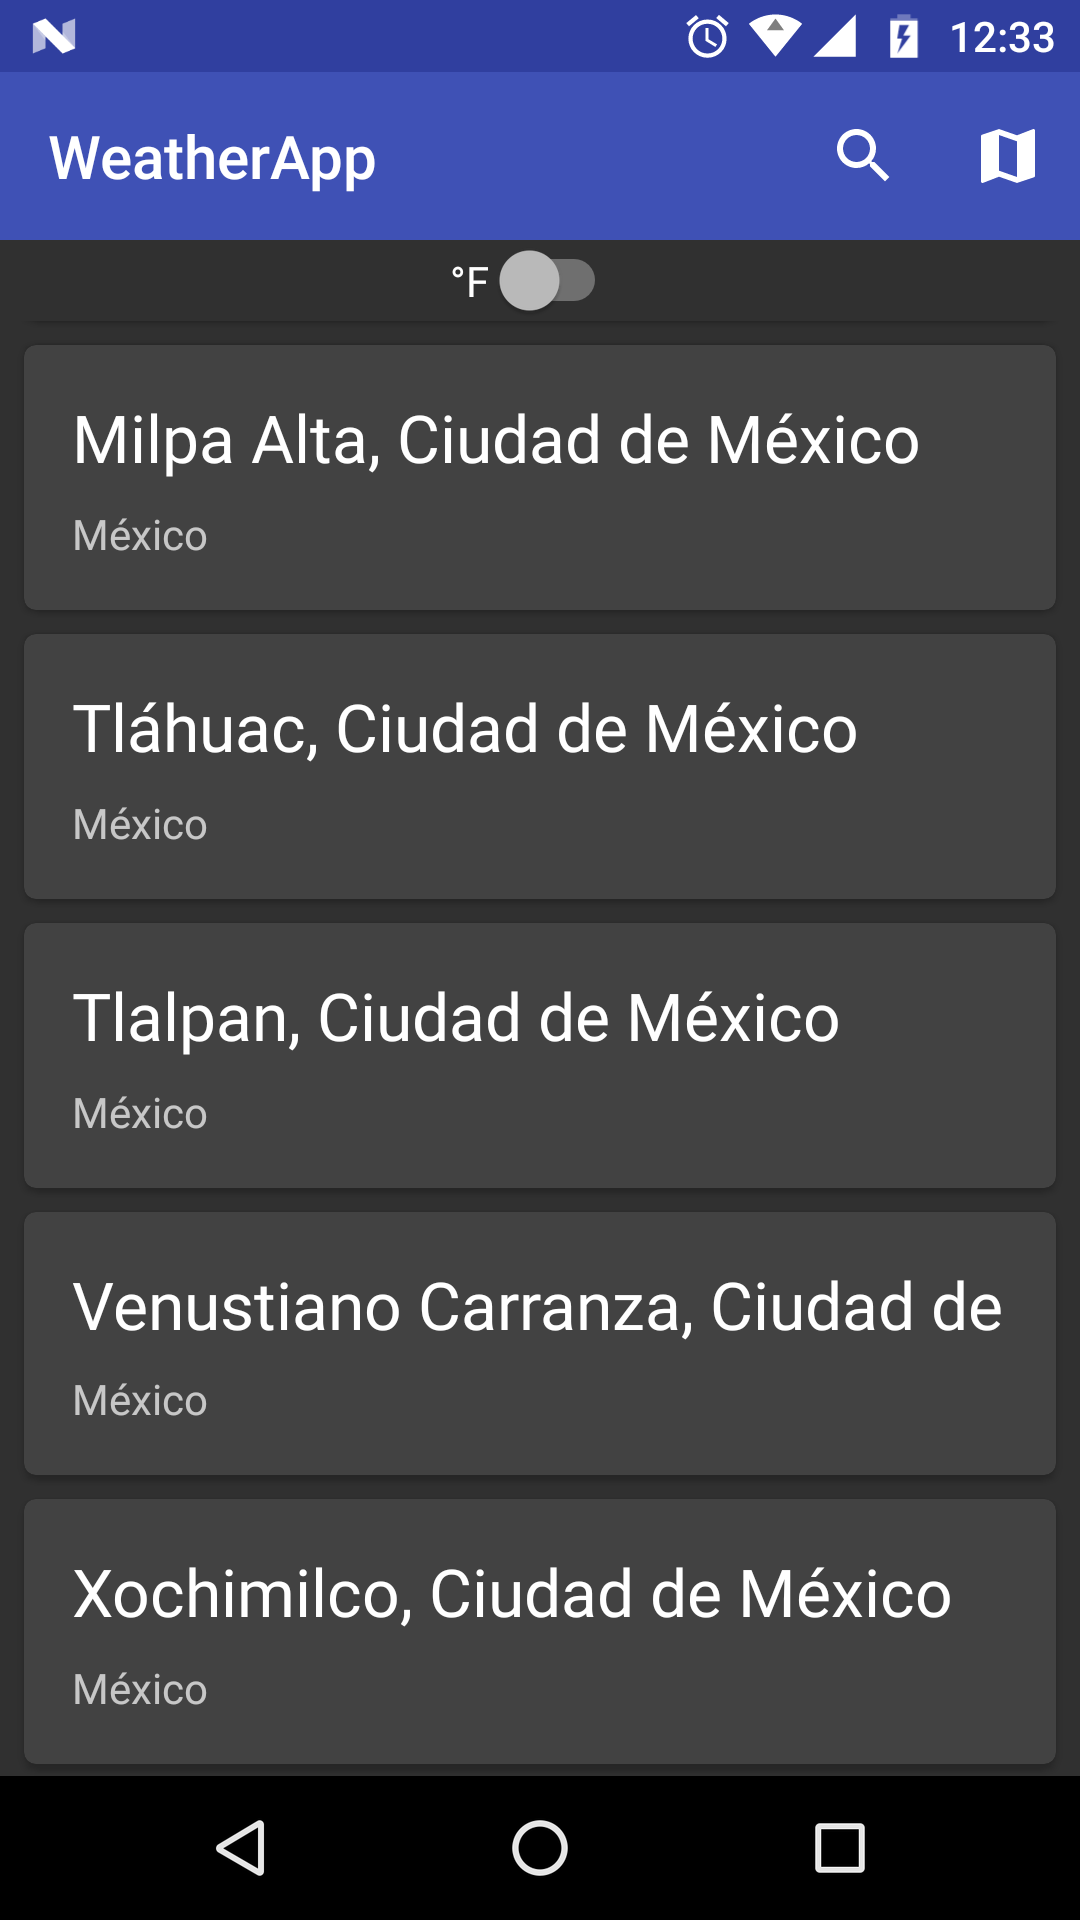 12:33
WeatherApp
°F
Milpa Alta, Ciudad de México
México
Tláhuac, Ciudad de México
México
Tlalpan, Ciudad de México
México
Venustiano Carranza, Ciudad de
México
Xochimilco, Ciudad de México
México